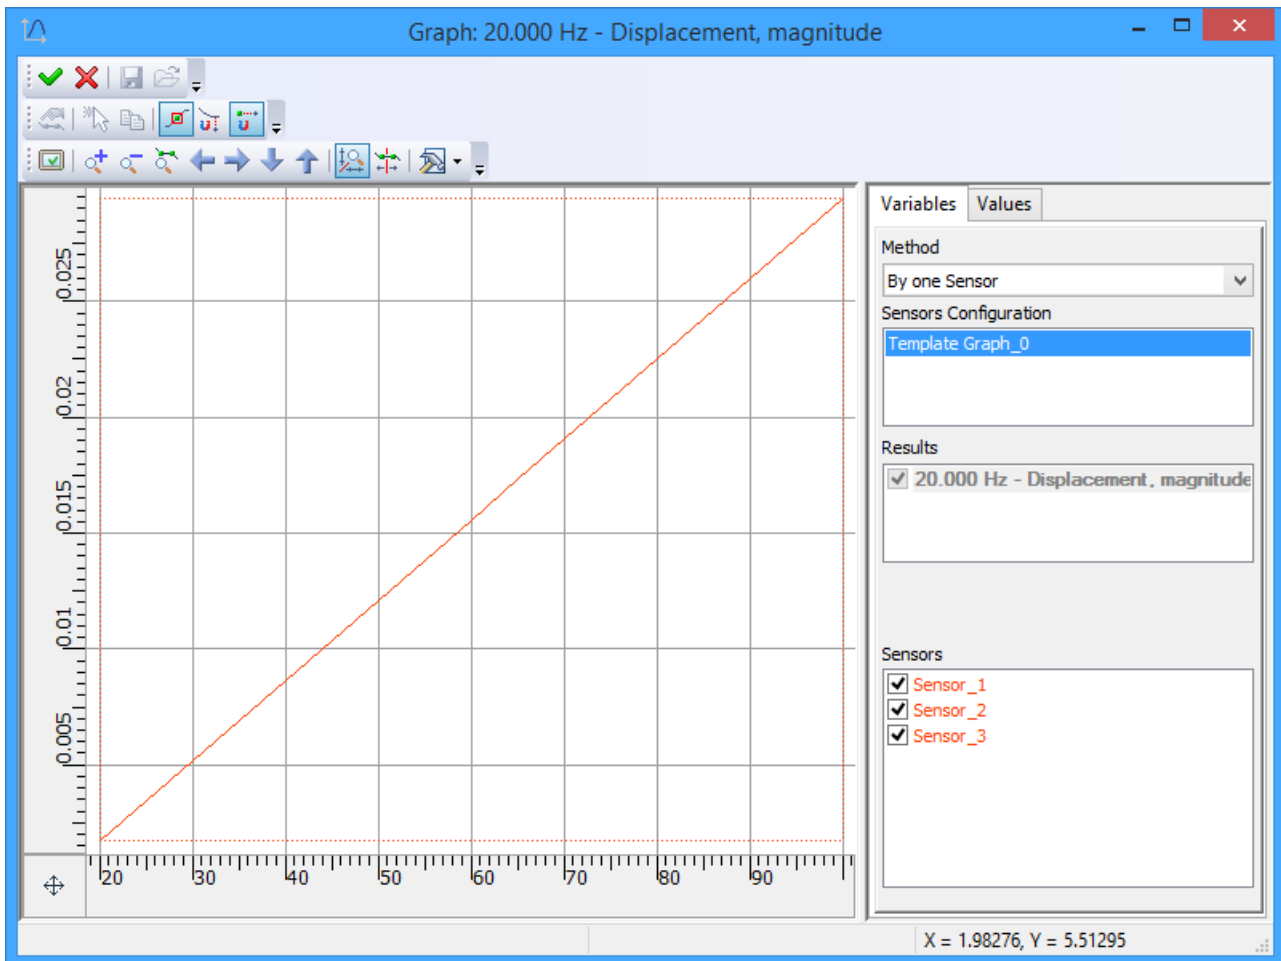 Graph: 20.000 Hz - Displacement, magnitude
Variables
Values
Method
By one Sensor
Sensors Configuration
Template Graph_0
Results
20.000 Hz - Displacement, magnitude
Sensors
Sensor_1
Sensor_2
Sensor_3
0.025
0.02
0.015
0.01
0.005
20 30 40 50 60 70 80 90
X = 1.98276, Y = 5.51295